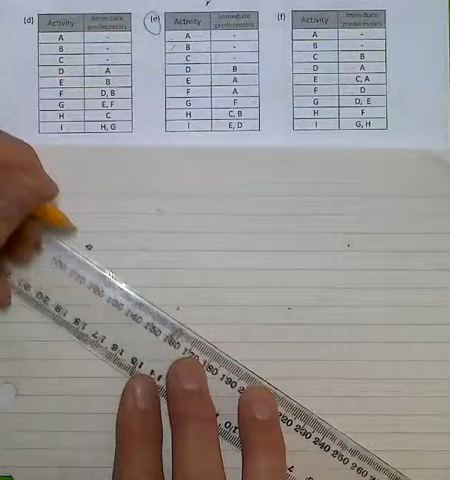 (d)
Activity Immediate predecessors
A -
B -
C -
D A
E B
F D, B
G E, F
H C
I H, G
(e)
Activity Immediate predecessors
A -
B -
C -
D B
E A
F A
G F
H C, B
I E, D
(f)
Activity Immediate predecessors
A -
B -
C B
D A
E C, A
F D
G D, E
H F
I G, H